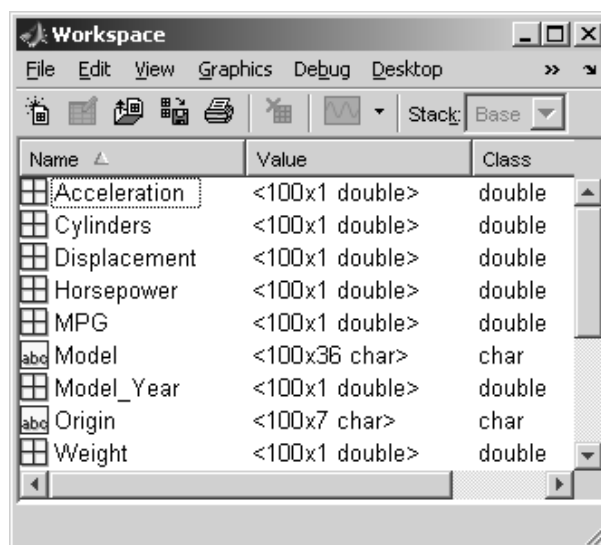 Workspace
File Edit View Graphics Debug Desktop »
Stack: Base
Name Value Class
Acceleration <100x1 double> double
Cylinders <100x1 double> double
Displacement <100x1 double> double
Horsepower <100x1 double> double
MPG <100x1 double> double
abc Model <100x36 char> char
Model_Year <100x1 double> double
abc Origin <100x7 char> char
Weight <100x1 double> double